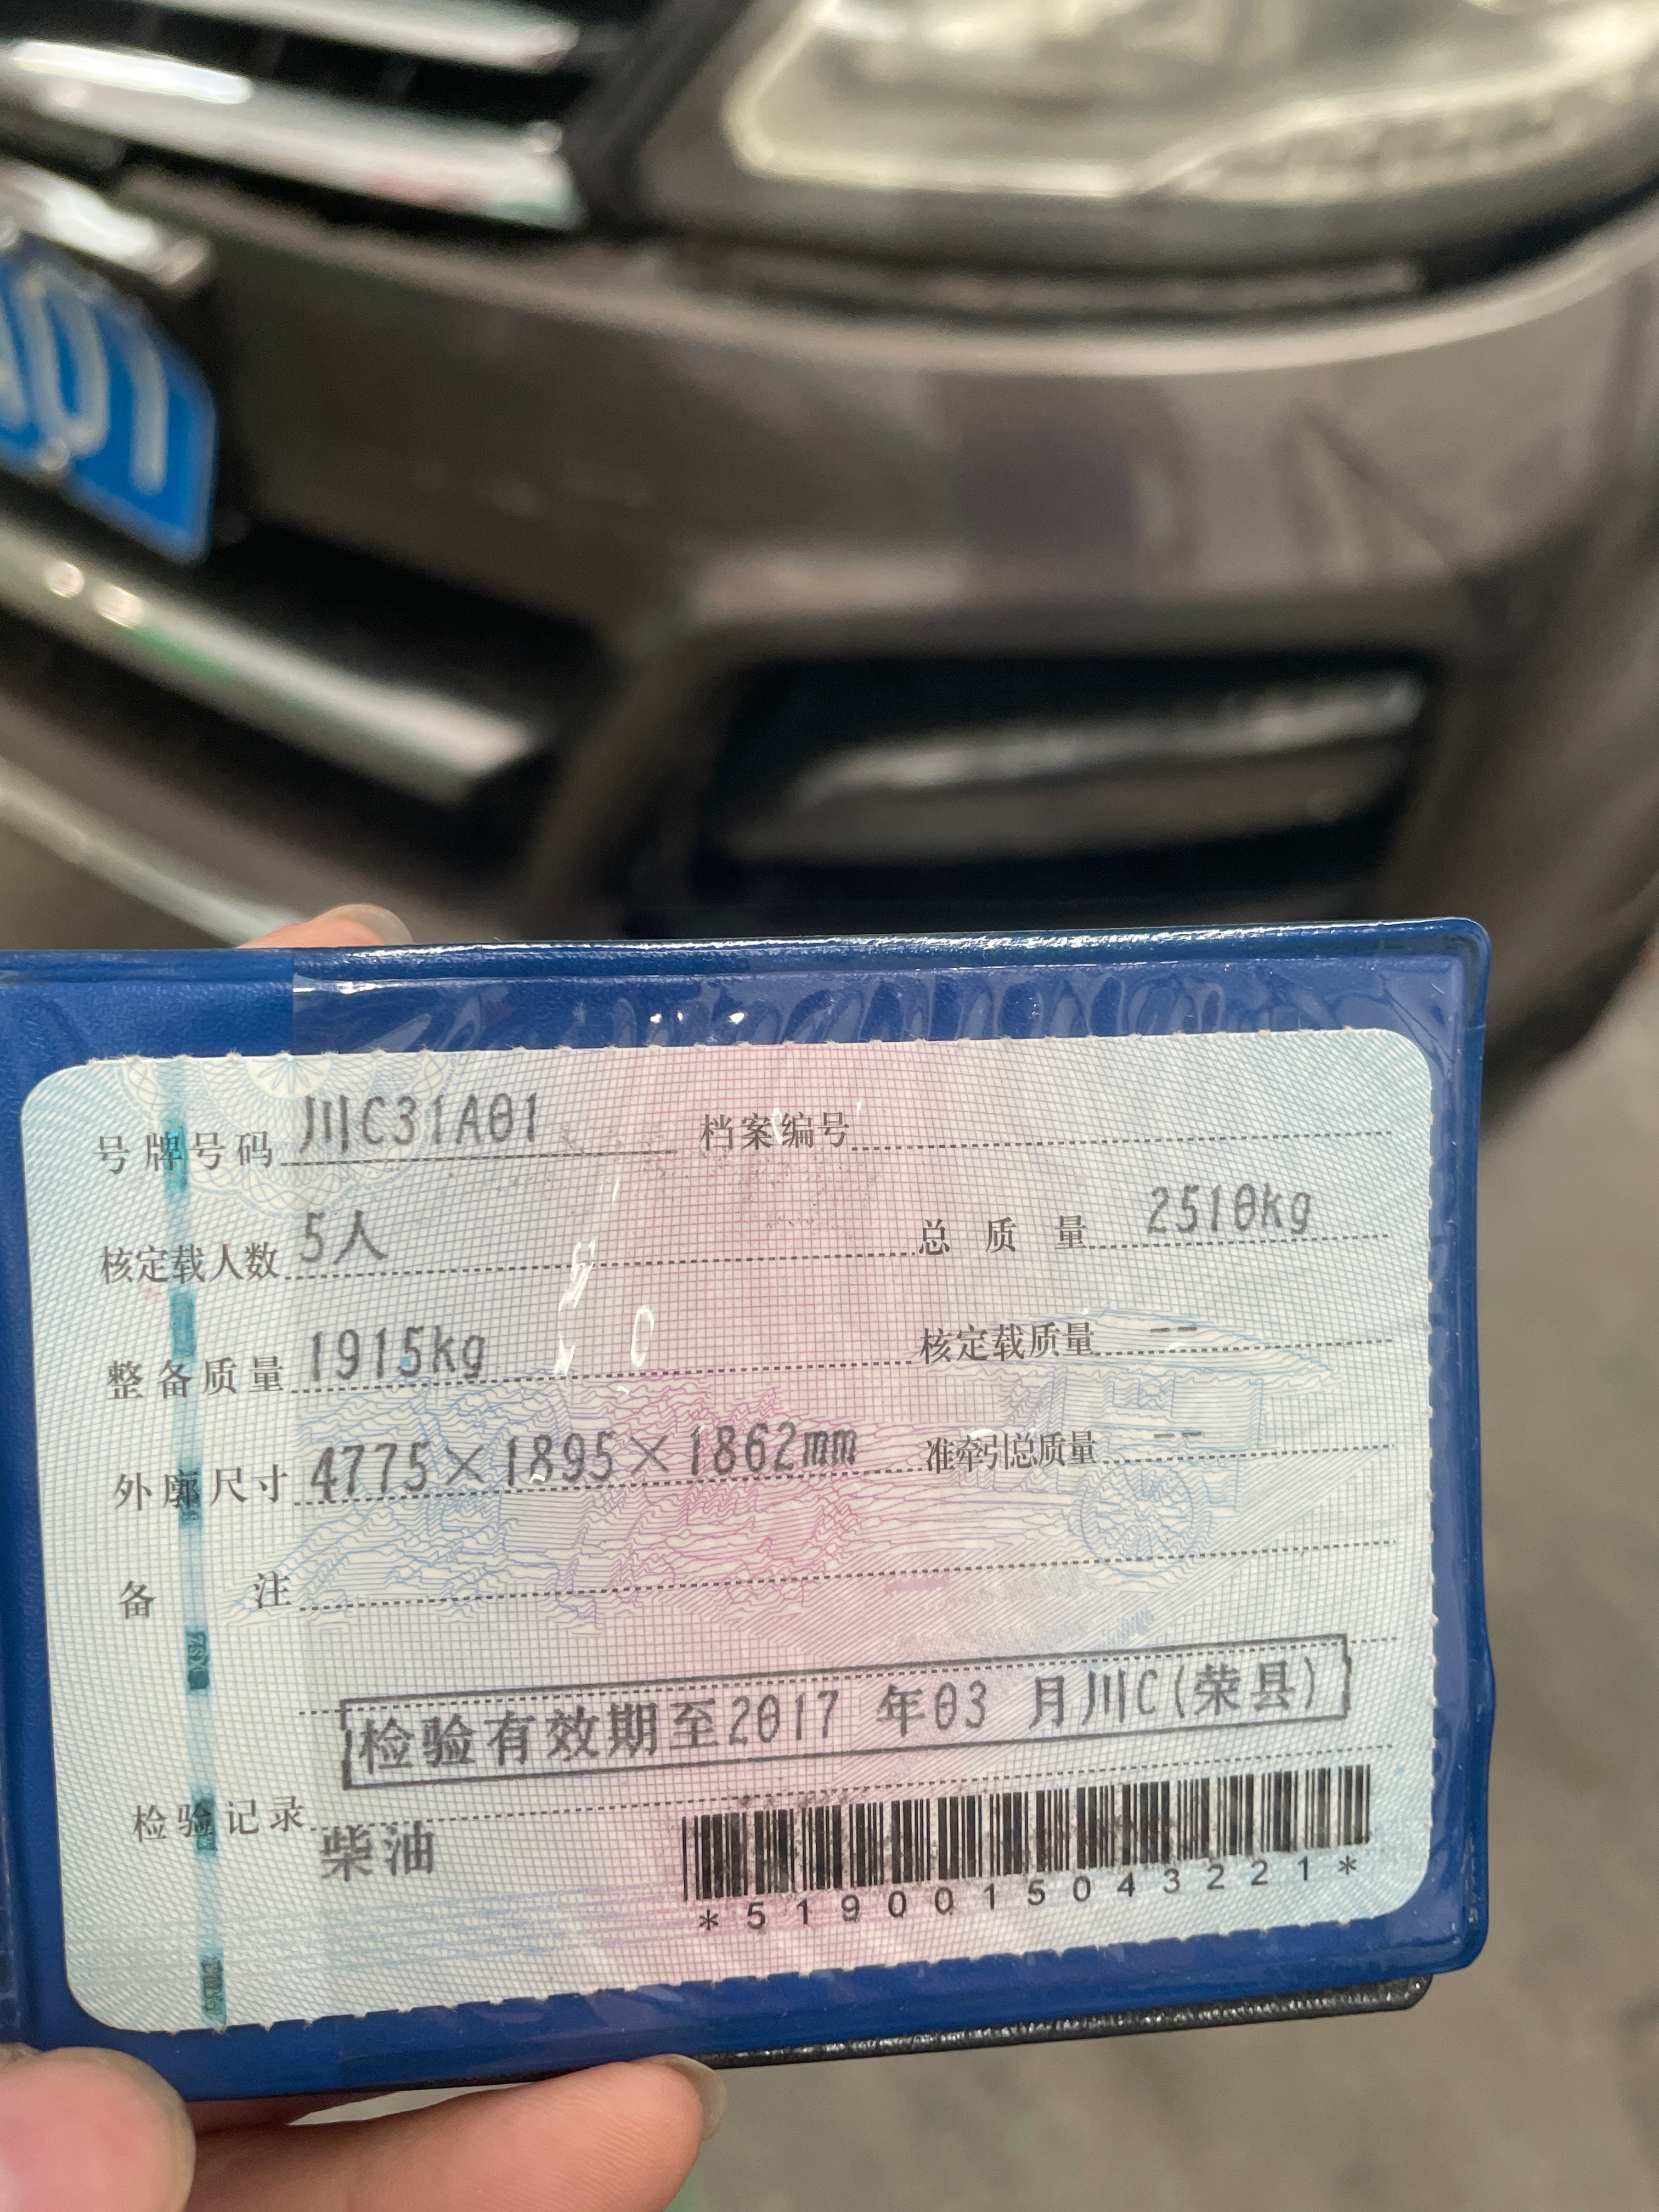 A01
号牌号码 川C31A01 档案编号
核定载人数 5人 总质量 2510kg
整备质量 1915kg 核定载质量 --
外廓尺寸 4775×1895×1862mm 准牵引总质量 --
备注
检验有效期至2017 年03 月川C(荣县)
检验记录
柴油
*5190015043221*